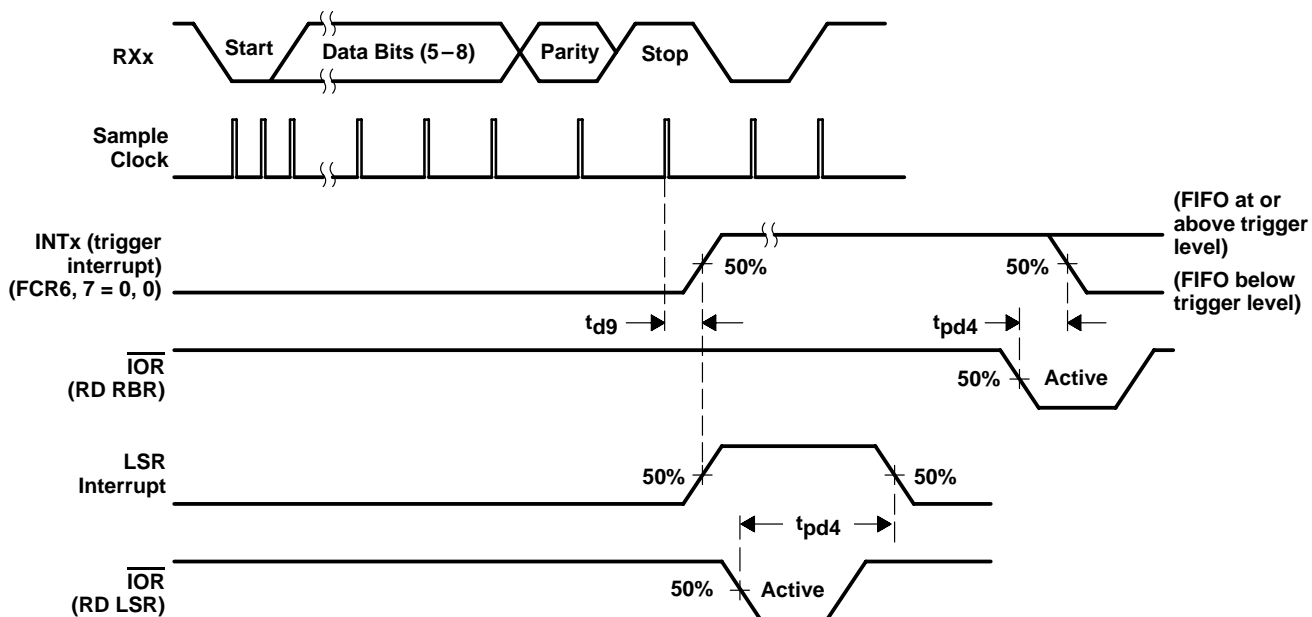 RXx
Start
Data Bits (5–8)
Parity
Stop
Sample
Clock
INTx (trigger
interrupt)
(FCR6, 7 = 0, 0)
50%
50%
(FIFO at or
above trigger
level)
(FIFO below
trigger level)
td9
tpd4
IOR
(RD RBR)
50%
Active
LSR
Interrupt
50%
50%
tpd4
IOR
(RD LSR)
50%
Active